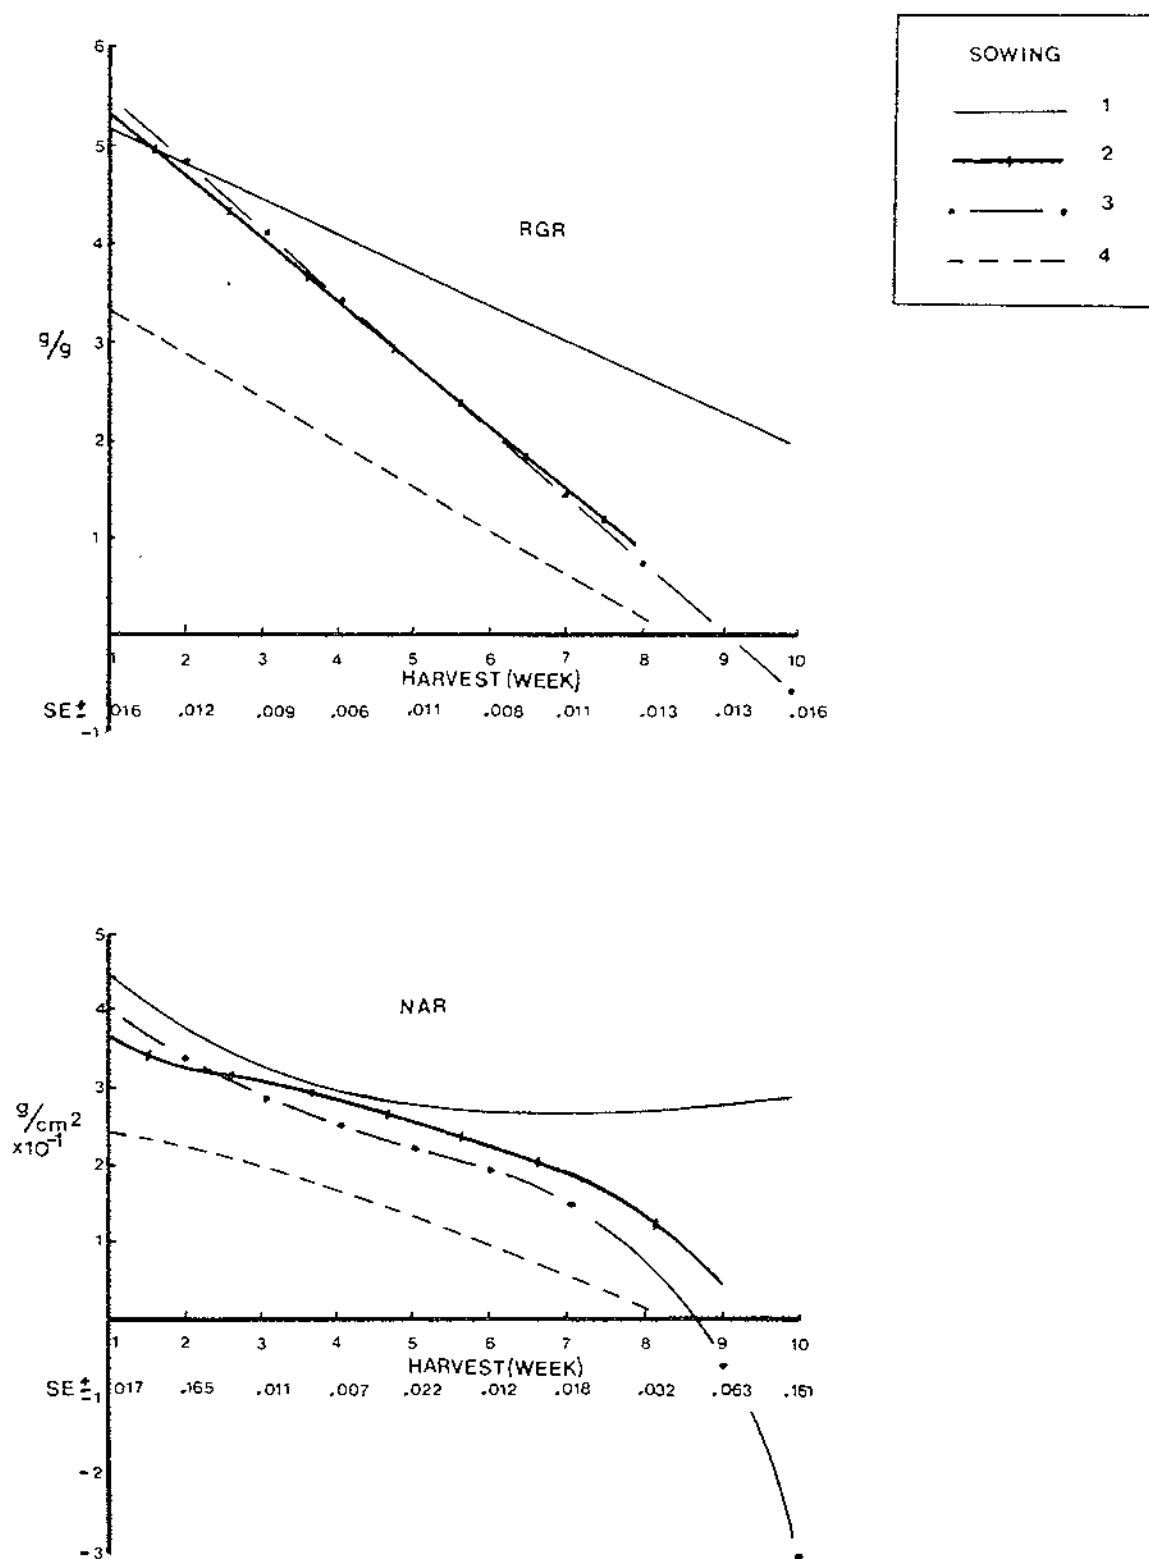 SOWING
1
2
3
4
6
5
4
3
2
1
-1
RGR
g/g
1 2 3 4 5 6 7 8 9 10
HARVEST (WEEK)
SE ± .016 .012 .009 .006 .011 .008 .011 .013 .013 .016
5
4
3
2
1
-1
-2
-3
NAR
g/cm2
x10-1
1 2 3 4 5 6 7 8 9 10
HARVEST (WEEK)
SE ± .017 .165 .011 .007 .022 .012 .018 .032 .063 .161